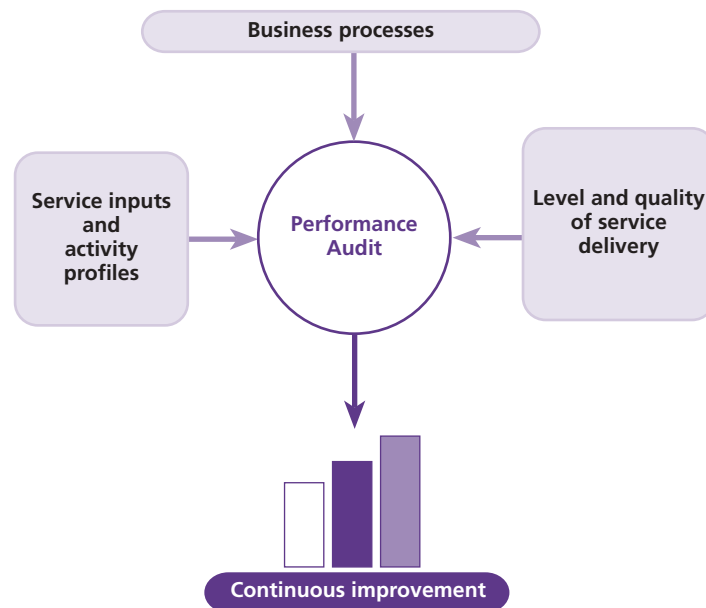 Business processes
Service inputs
and
activity
profiles
Performance
Audit
Level and quality
of service
delivery
Continuous improvement